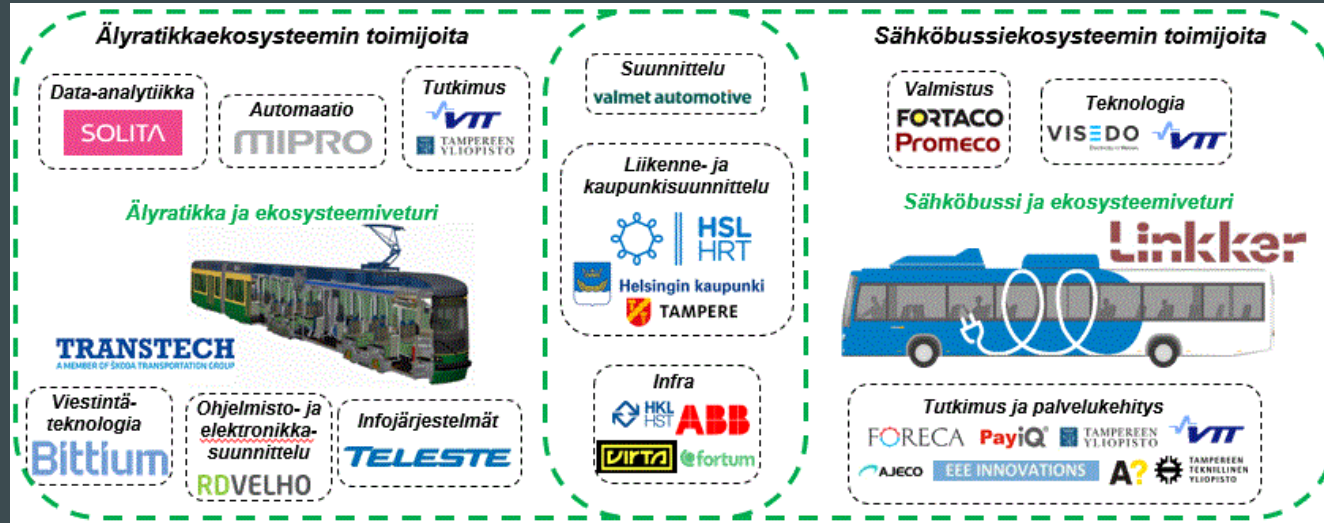 Älyratikkaekosysteemin toimijoita
Data-analytiikka
SOLITA
Automaatio
MIPRO
Tutkimus
VTT
TAMPEREEN
YLIOPISTO
Älyratikka ja ekosysteemiveturi
TRANSTECH
A MEMBER OF ŠKODA TRANSPORTATION GROUP
Viestintä-
teknologia
Bittium
Ohjelmisto- ja
elektroniikka-
suunnittelu
RDVELHO
Infojärjestelmät
TELESTE
Suunnittelu
valmet automotive
Liikenne- ja
kaupunkisuunnittelu
HSL
HRT
Helsingin kaupunki
TAMPERE
Infra
HKL
HST
ABB
VIRTA
fortum
Sähköbussiekosysteemin toimijoita
Valmistus
FORTACO
Promeco
Teknologia
VISEDO
VTT
Sähköbussi ja ekosysteemiveturi
Linkker
Tutkimus ja palvelukehitys
FORECA
PayiQ
TAMPEREEN
YLIOPISTO
VTT
AJECO
EEE INNOVATIONS
A?
TAMPEREEN
TEKNILLINEN
YLIOPISTO